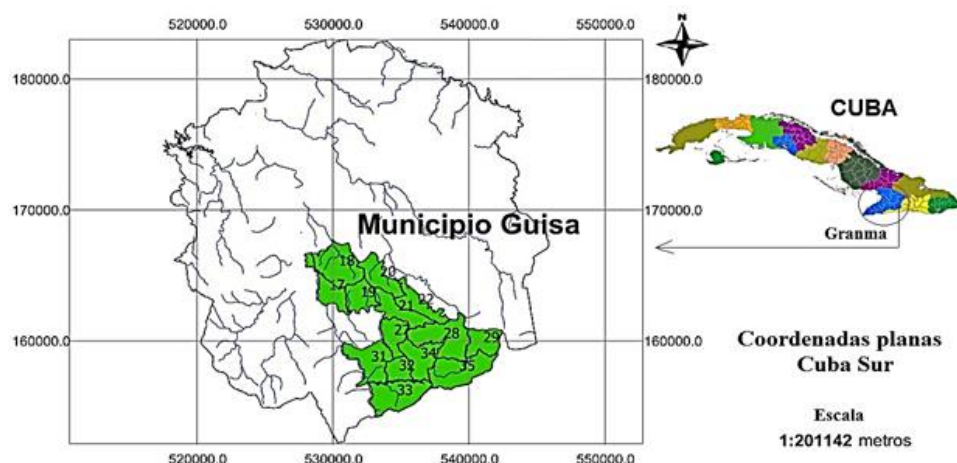 520000.0 530000.0 540000.0 550000.0
N
180000.0 180000.0
CUBA
170000.0 170000.0
Municipio Guisa
Granma
18
20
17
19
22
21
27
28
29
160000.0 160000.0
31
34
32
35
33
Coordenadas planas
Cuba Sur
Escala
1:201142 metros
520000.0 530000.0 540000.0 550000.0